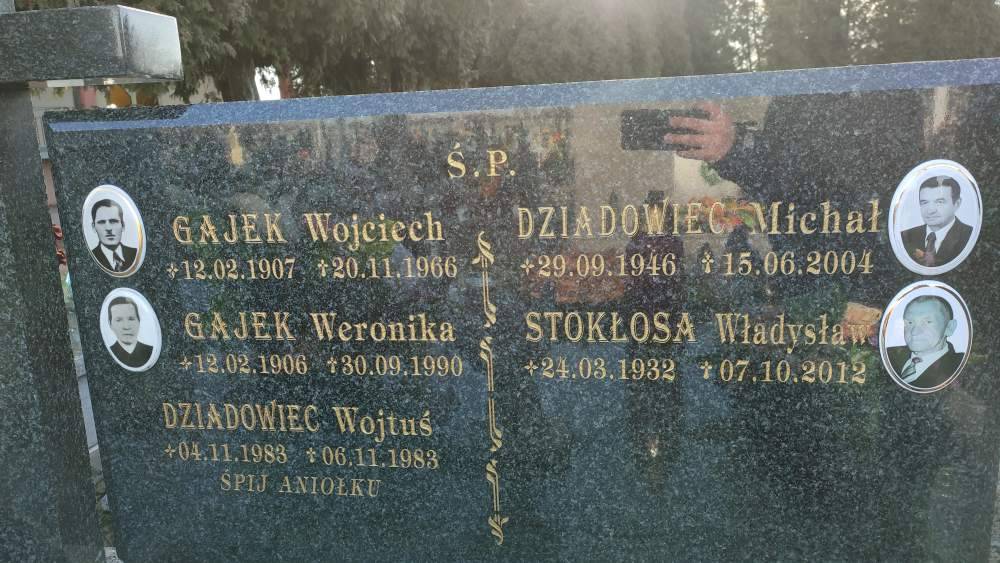 Ś.P.
GAJEK Wojciech
+12.02.1907 ✝20.11.1966
GAJEK Weronika
+12.02.1906 ✝30.09.1990
DZIADOWIEC Wojtuś
+04.11.1983 ✝06.11.1983
ŚPIJ ANIOŁKU
DZIADOWIEC Michał
+29.09.1946 ✝15.06.2004
STOKŁOSA Władysław
+24.03.1932 ✝07.10.2012